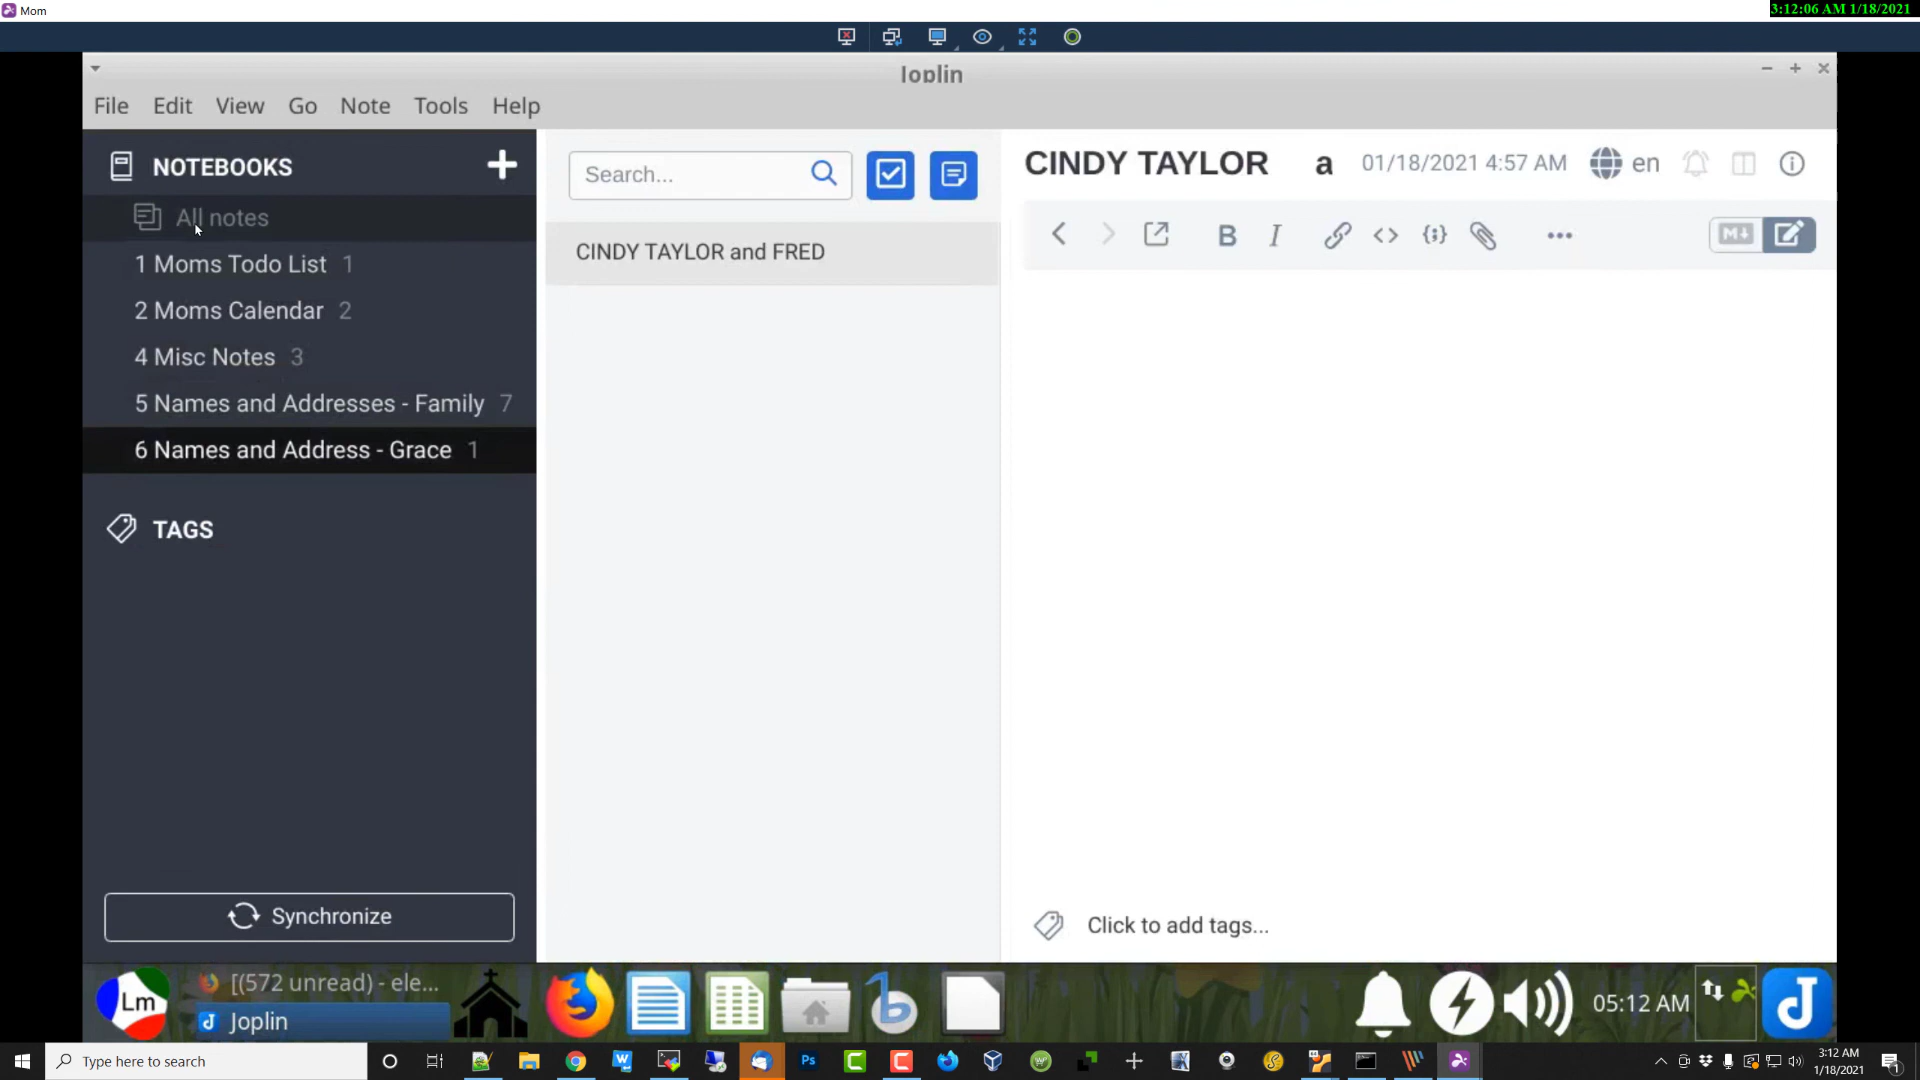 Mom
3:12:06 AM 1/18/2021
Joplin
File Edit View Go Note Tools Help
NOTEBOOKS
All notes
1 Moms Todo List 1
2 Moms Calendar 2
4 Misc Notes 3
5 Names and Addresses - Family 7
6 Names and Address - Grace 1
TAGS
Synchronize
Search...
CINDY TAYLOR and FRED
CINDY TAYLOR a 01/18/2021 4:57 AM en
B I M
Click to add tags...
Lm
[(572 unread) - ele...
Joplin
05:12 AM
Type here to search
3:12 AM
1/18/2021